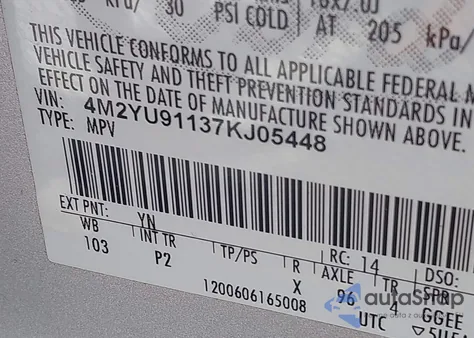 kPa/ 30 PSI COLD AT 205 kPa/
THIS VEHICLE CONFORMS TO ALL APPLICABLE FEDERAL M
VEHICLE SAFETY AND THEFT PREVENTION STANDARDS IN
EFFECT ON THE DATE OF MANUFACTURE SHOWN ABOVE.
VIN: 4M2YU91137KJ05448
TYPE: MPV
EXT PNT: YN RC: 14 DSO:
WB INT TR TP/PS R AXLE TR SPR
103 P2 X 96 4 GGEE
1200606165008 UTC
autaSnap